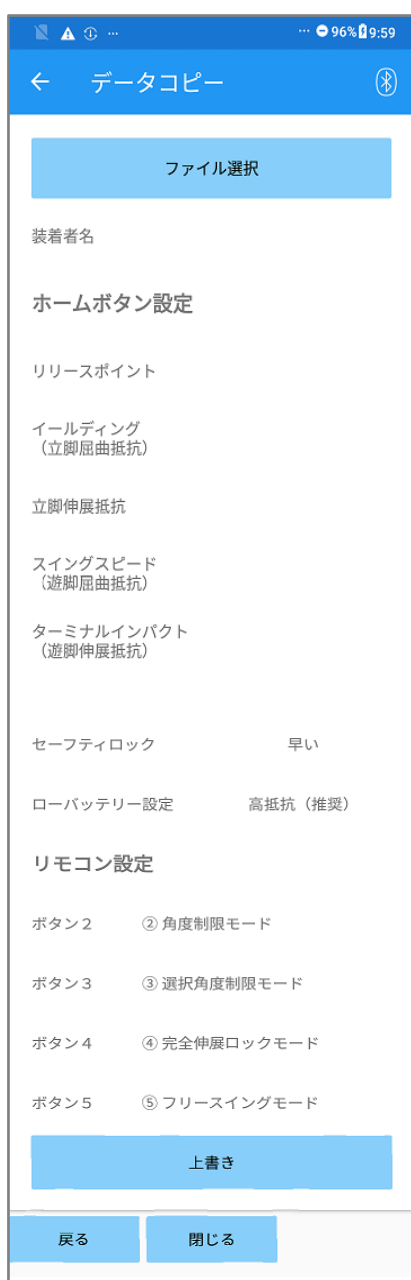 96% 9:59
データコピー
ファイル選択
装着者名
ホームボタン設定
リリースポイント
イールディング
（立脚屈曲抵抗）
立脚伸展抵抗
スイングスピード
（遊脚屈曲抵抗）
ターミナルインパクト
（遊脚伸展抵抗）
セーフティロック 早い
ローバッテリー設定 高抵抗（推奨）
リモコン設定
ボタン２ ② 角度制限モード
ボタン３ ③ 選択角度制限モード
ボタン４ ④ 完全伸展ロックモード
ボタン５ ⑤ フリースイングモード
上書き
戻る 閉じる